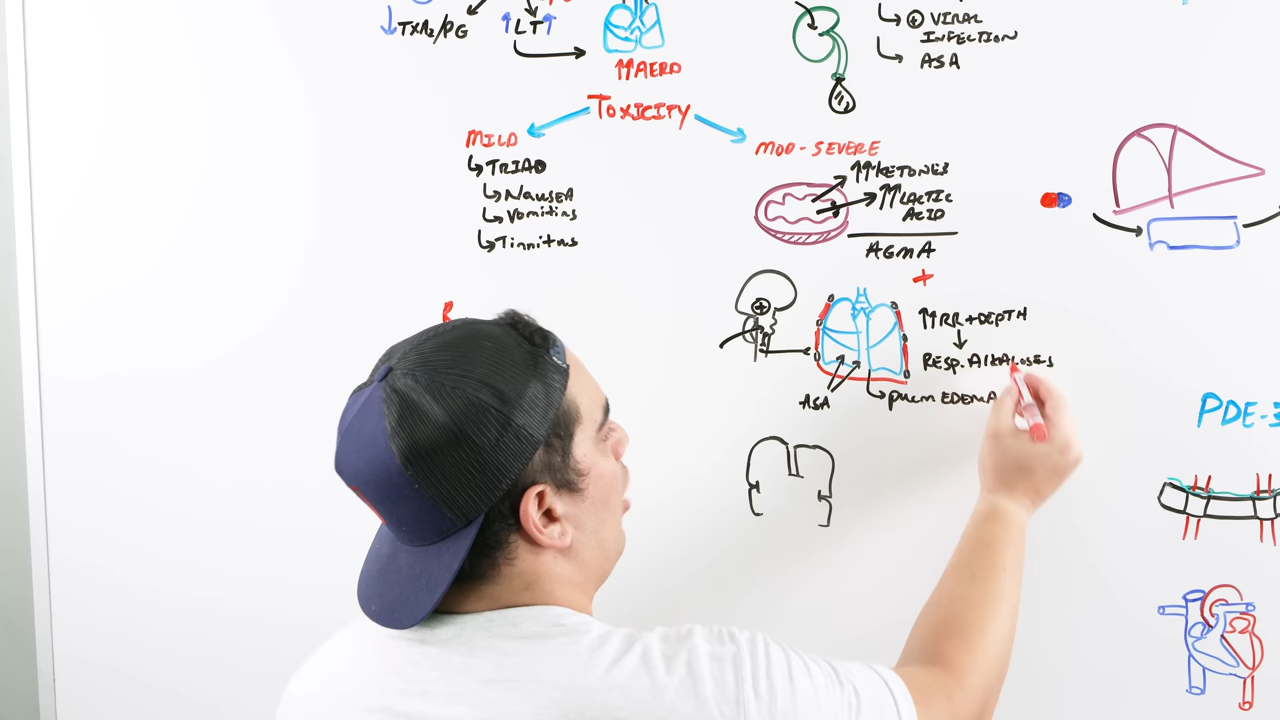 ↓TXA2/PG
↑LT↑
↑↑AERD
↳ ⊕ VIRAL
INFECTION
↳ ASA
TOXICITY
MILD
↳TRIAD
↳NAUSEA
↳Vomiting
↳Tinnitus
MOD-SEVERE
↑↑KETONES
↑↑LACTIC
ACID
AGMA
+
↑↑RR+DEPTH
↓
RESP. AlkALOSES
ASA
↳PULM EDEMA
PDE-3